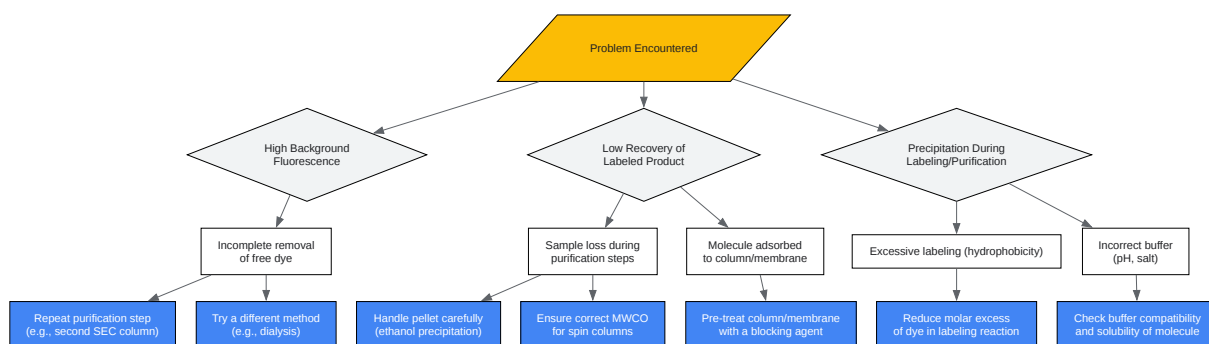 Problem Encountered
High Background
Fluorescence
Low Recovery of
Labeled Product
Precipitation During
Labeling/Purification
Incomplete removal
of free dye
Sample loss during
purification steps
Molecule adsorbed
to column/membrane
Excessive labeling (hydrophobicity)
Incorrect buffer
(pH, salt)
Repeat purification step
(e.g., second SEC column)
Try a different method
(e.g., dialysis)
Handle pellet carefully
(ethanol precipitation)
Ensure correct MWCO
for spin columns
Pre-treat column/membrane
with a blocking agent
Reduce molar excess
of dye in labeling reaction
Check buffer compatibility
and solubility of molecule